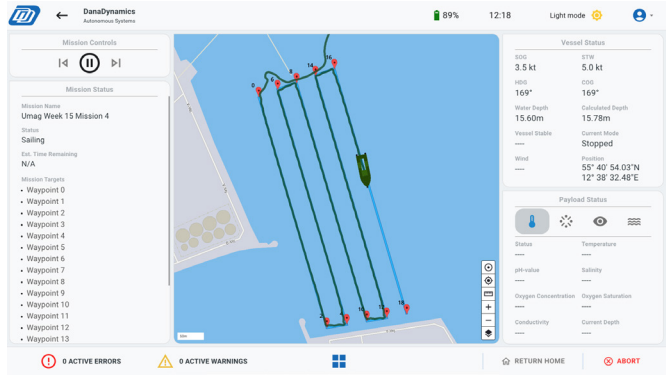 DanaDynamics
Autonomous Systems
89%
12:18
Light mode
Mission Controls
Mission Status
Mission Name
Umag Week 15 Mission 4
Status
Sailing
Est. Time Remaining
N/A
Mission Targets
• Waypoint 0
• Waypoint 1
• Waypoint 2
• Waypoint 3
• Waypoint 4
• Waypoint 5
• Waypoint 6
• Waypoint 7
• Waypoint 8
• Waypoint 9
• Waypoint 10
• Waypoint 11
• Waypoint 12
• Waypoint 13
0
6
8
14
16
2
4
10
12
18
Vessel Status
SOG STW
3.5 kt 5.0 kt
HDG COG
169° 169°
Water Depth Calculated Depth
15.60m 15.78m
Vessel Stable Current Mode
---- Stopped
Wind Position
---- 55° 40' 54.03"N
12° 38' 32.48"E
Payload Status
Status Temperature
---- ----
pH-value Salinity
---- ----
Oxygen Concentration Oxygen Saturation
---- ----
Conductivity Current Depth
---- ----
0 ACTIVE ERRORS
0 ACTIVE WARNINGS
RETURN HOME
ABORT